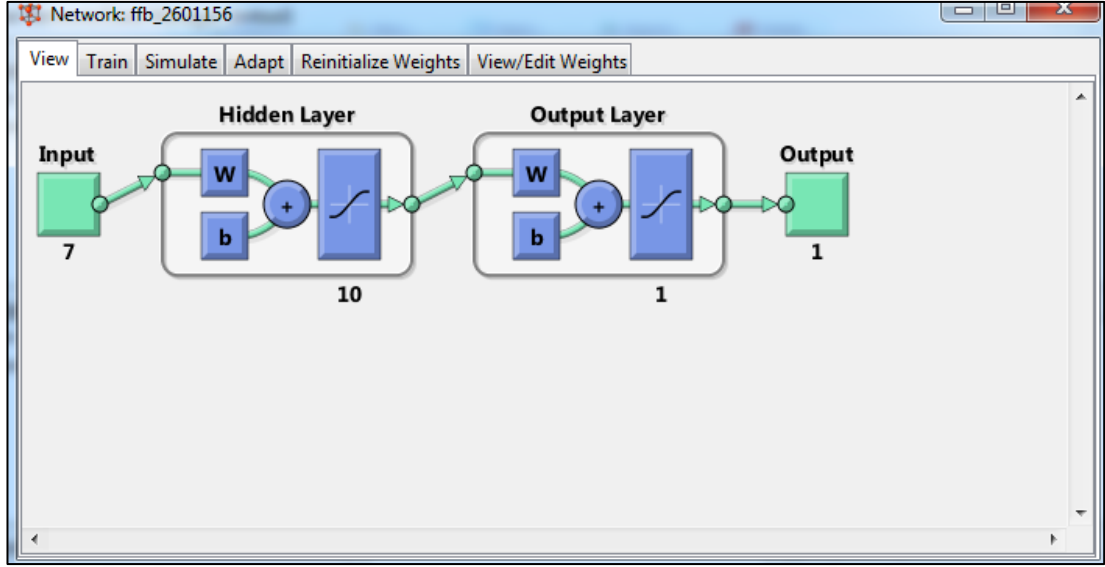 Network: ffb_2601156
View Train Simulate Adapt Reinitialize Weights View/Edit Weights
Hidden Layer Output Layer
Input Output
W W
+ +
b b
7 1
10 1